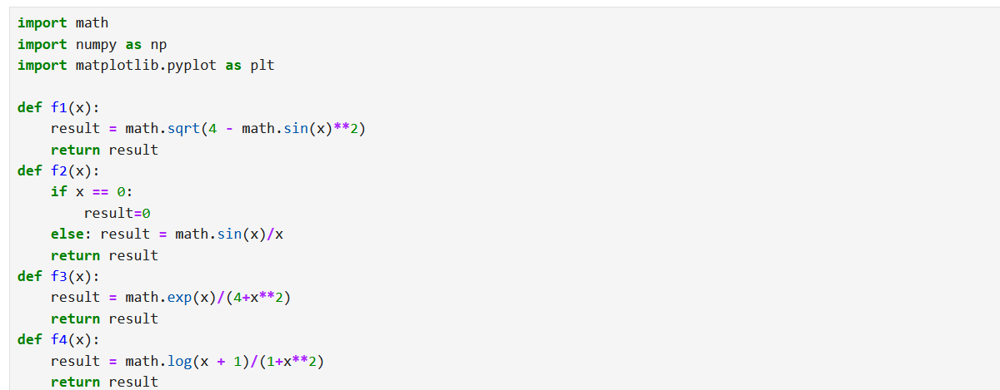 import math
import numpy as np
import matplotlib.pyplot as plt

def f1(x):
    result = math.sqrt(4 - math.sin(x)**2)
    return result
def f2(x):
    if x == 0:
        result=0
    else: result = math.sin(x)/x
    return result
def f3(x):
    result = math.exp(x)/(4+x**2)
    return result
def f4(x):
    result = math.log(x + 1)/(1+x**2)
    return result